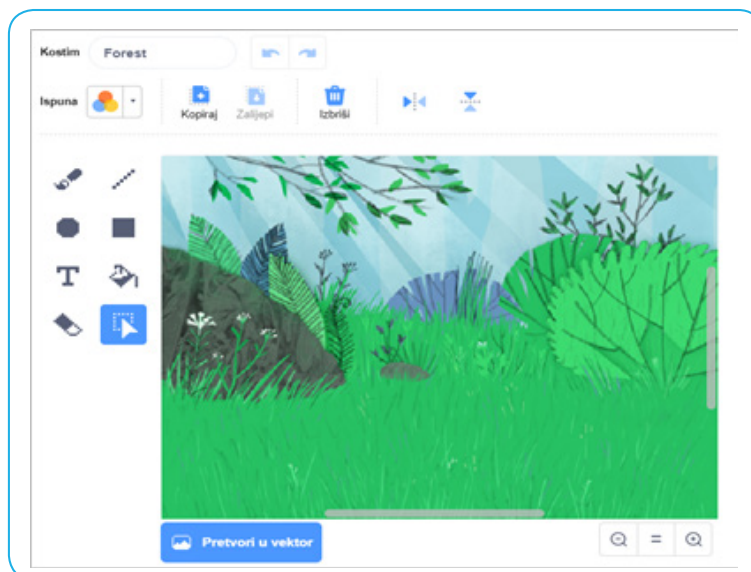 Kostim Forest
Ispuna
Kopiraj Zalijepi Izbriši
T
Pretvori u vektor